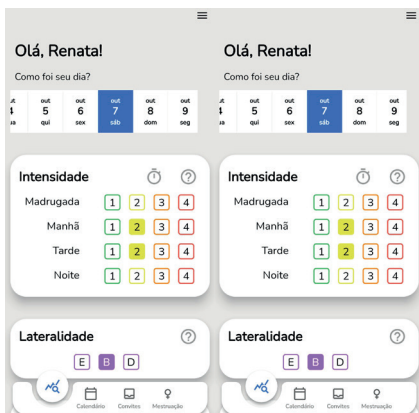 Olá, Renata!
Como foi seu dia?
out out out out out
5 6 7 8 9
qui sex sáb dom seg
Intensidade
Madrugada 1 2 3 4
Manhã 1 2 3 4
Tarde 1 2 3 4
Noite 1 2 3 4
Lateralidade
E B D
Calendário Convites Mestruação
Olá, Renata!
Como foi seu dia?
out out out out out
5 6 7 8 9
qui sex sáb dom seg
Intensidade
Madrugada 1 2 3 4
Manhã 1 2 3 4
Tarde 1 2 3 4
Noite 1 2 3 4
Lateralidade
E B D
Calendário Convites Mestruação